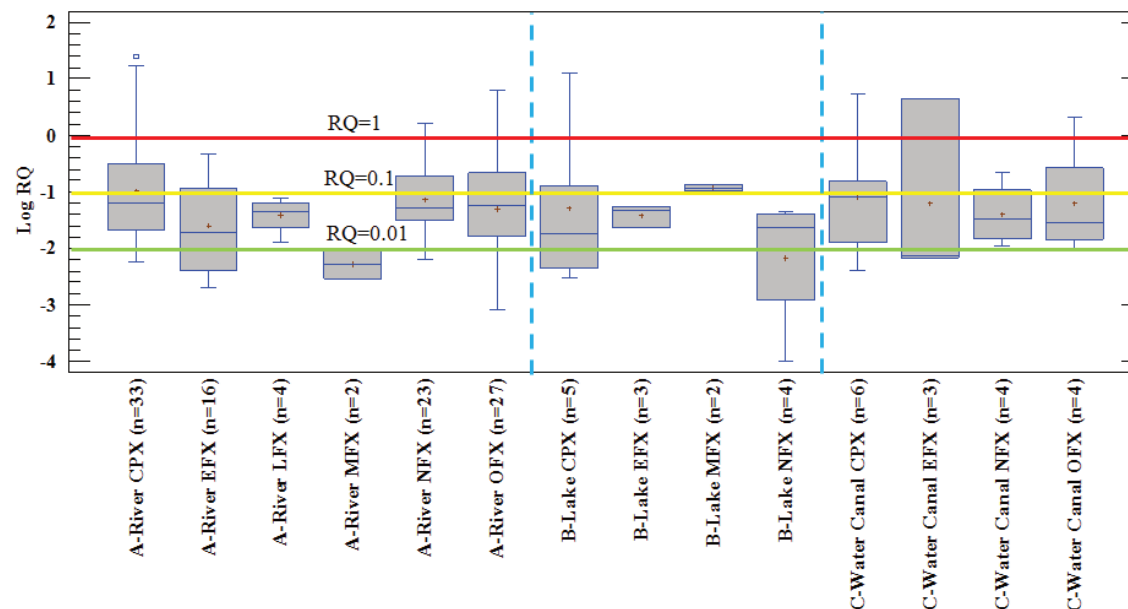 2
1
0
-1
-2
-3
-4
Log RQ
RQ=1
RQ=0.1
RQ=0.01
A-River CPX (n=33)
A-River EFX (n=16)
A-River LFX (n=4)
A-River MFX (n=2)
A-River NFX (n=23)
A-River OFX (n=27)
B-Lake CPX (n=5)
B-Lake EFX (n=3)
B-Lake MFX (n=2)
B-Lake NFX (n=4)
C-Water Canal CPX (n=6)
C-Water Canal EFX (n=3)
C-Water Canal NFX (n=4)
C-Water Canal OFX (n=4)